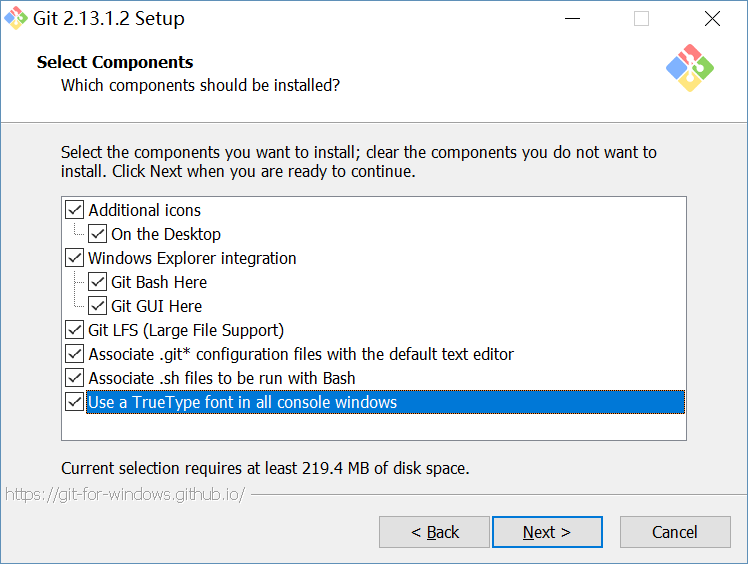 Git 2.13.1.2 Setup
Select Components
Which components should be installed?
Select the components you want to install; clear the components you do not want to
install. Click Next when you are ready to continue.
Additional icons
On the Desktop
Windows Explorer integration
Git Bash Here
Git GUI Here
Git LFS (Large File Support)
Associate .git* configuration files with the default text editor
Associate .sh files to be run with Bash
Use a TrueType font in all console windows
Current selection requires at least 219.4 MB of disk space.
https://git-for-windows.github.io/
< Back
Next >
Cancel